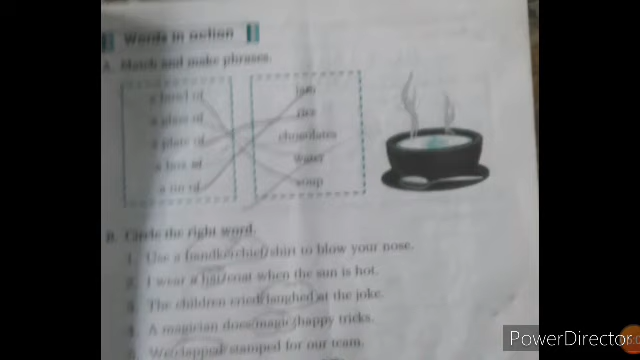 Words in action
A. Match and make phrases.
a bowl of jam
a glass of rice
a plate of chocolates
a box of water
a tin of soup
B. Circle the right word.
1. Use a handkerchief/shirt to blow your nose.
2. I wear a hat/coat when the sun is hot.
3. The children cried/laughed at the joke.
4. A magician does magic/happy tricks.
5. We clapped/ stamped for our team.
PowerDirector